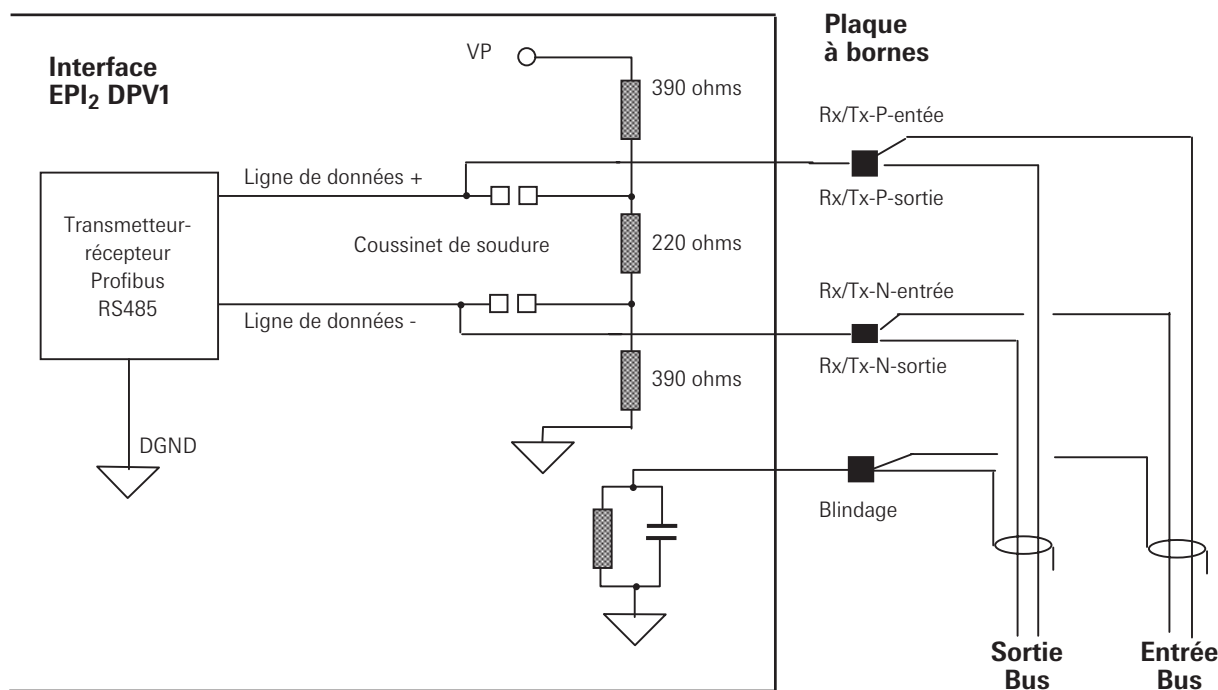 Interface
EPI2 DPV1
VP
390 ohms
Plaque
à bornes
Rx/Tx-P-entée
Ligne de données +
Rx/Tx-P-sortie
Transmetteur-
récepteur
Profibus
RS485
Coussinet de soudure
220 ohms
Rx/Tx-N-entrée
Ligne de données -
Rx/Tx-N-sortie
390 ohms
DGND
Blindage
Sortie
Bus
Entrée
Bus